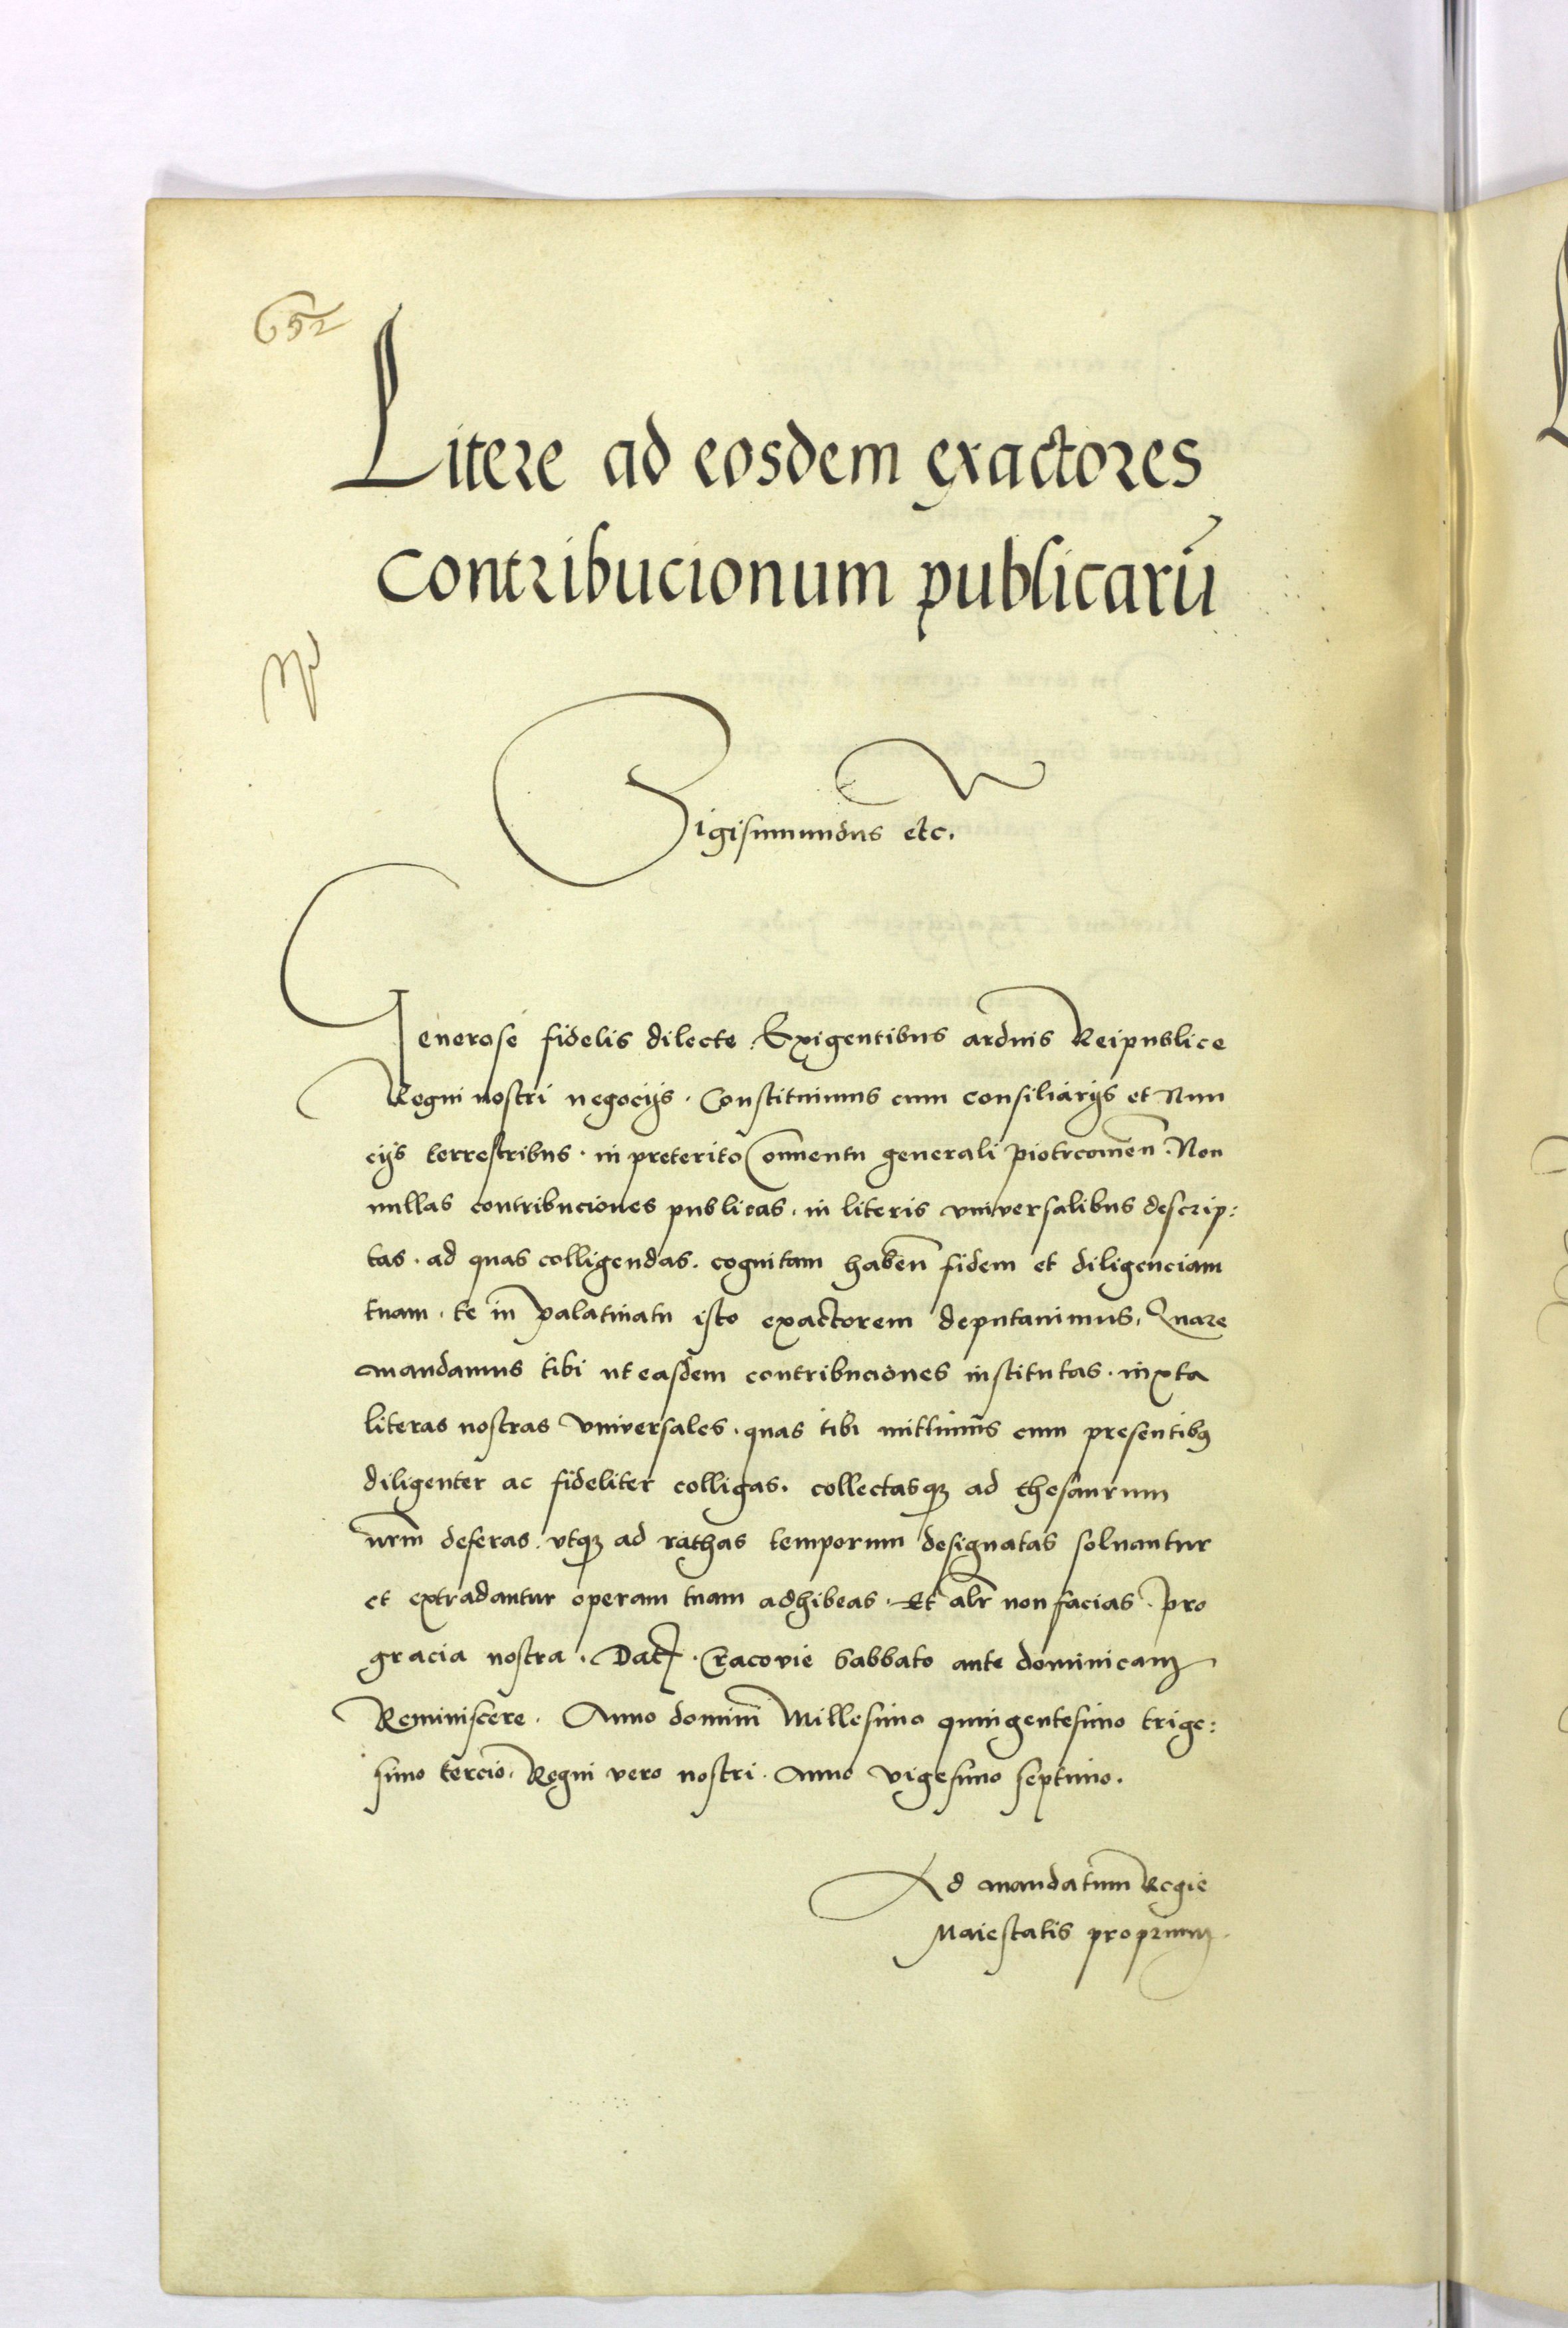 652
Litere ad eosdem exactores
contribucionum publicarū
Sigismundus etc.
Generose fidelis dilecte. Exigentibus arduis Reipublice
Regni nostri negocijs. Constituimus cum consiliarijs et Nun
cijs terrestribus. in preterito Conventu generali piotrcovien̄. Non
nullas contribuciones publicas. in literis universalibus descrip:
tas. ad quas colligendas. cognitam haben̄ fidem et diligenciam
tuam. te in palatinatu isto exactorem deputavimus. Quare
mandamus tibi ut easdem contribuciones institutas. iuxta
literas nostras Vniversales. quas tibi mittimus cum presentibꝫ
diligenter ac fideliter colligas. collectasqꝫ ad thesaurum
nr̄m deferas. vtqꝫ ad rathas temporum designatas solvantur
et extradantur operam tuam adhibeas. Et alr̄ non facias. pro
gracia nostra. Dat. Cracovie Sabbato ante dominicam
Reminiscere. Anno domini Millesimo quingentesimo trige:
simo tercio. Regni vero nostri. Anno vigesimo septimo.
Ad mandatum Regie
Maiestatis proprium.